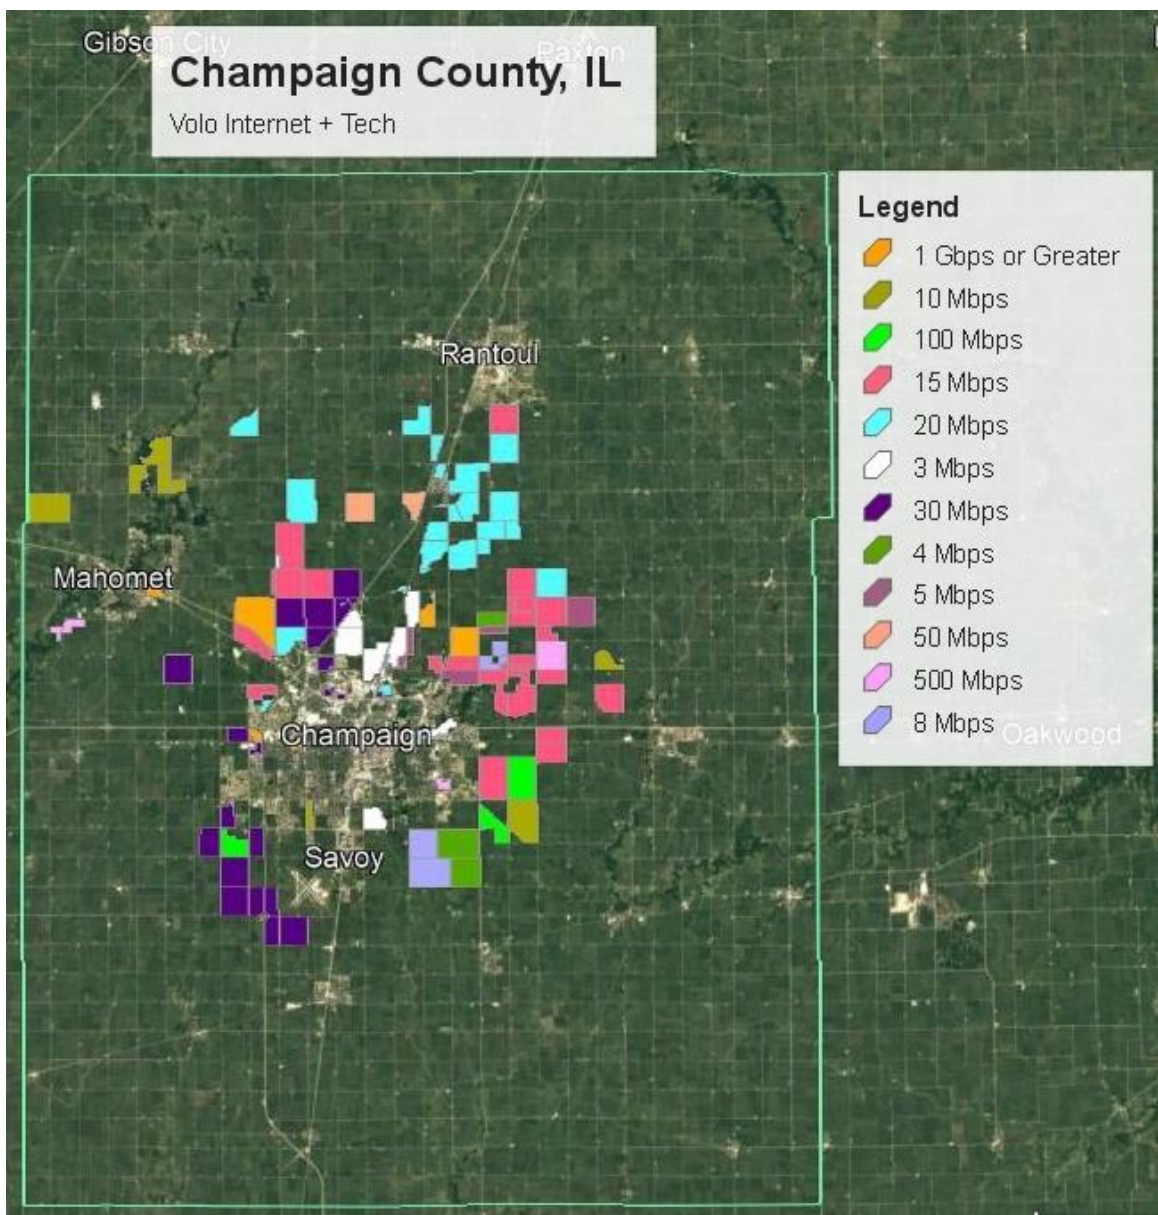 Gibson City
Paxton
Champaign County, IL
Volo Internet + Tech
Legend
1 Gbps or Greater
10 Mbps
100 Mbps
15 Mbps
20 Mbps
3 Mbps
30 Mbps
4 Mbps
5 Mbps
50 Mbps
500 Mbps
8 Mbps
Rantoul
Mahomet
Champaign
Oakwood
Savoy